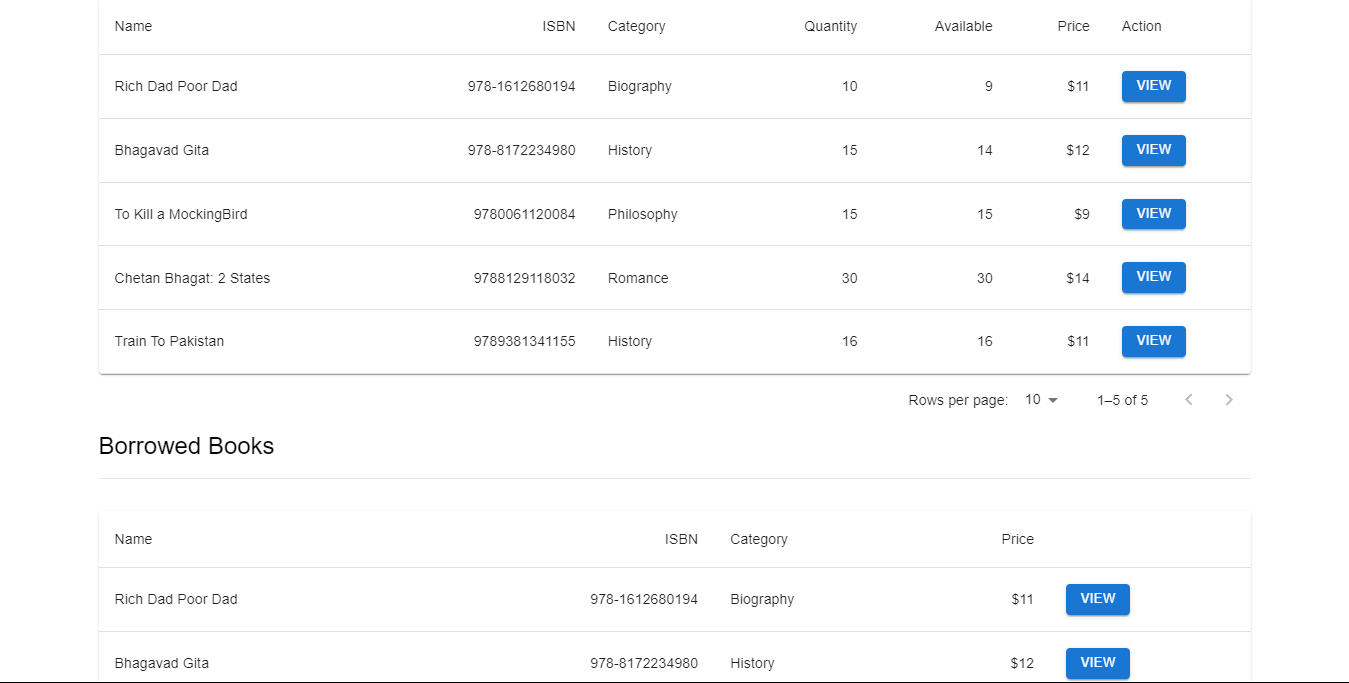 Name ISBN Category Quantity Available Price Action
Rich Dad Poor Dad 978-1612680194 Biography 10 9 $11 VIEW
Bhagavad Gita 978-8172234980 History 15 14 $12 VIEW
To Kill a MockingBird 9780061120084 Philosophy 15 15 $9 VIEW
Chetan Bhagat: 2 States 9788129118032 Romance 30 30 $14 VIEW
Train To Pakistan 9789381341155 History 16 16 $11 VIEW
Rows per page: 10 1–5 of 5
Borrowed Books
Name ISBN Category Price
Rich Dad Poor Dad 978-1612680194 Biography $11 VIEW
Bhagavad Gita 978-8172234980 History $12 VIEW